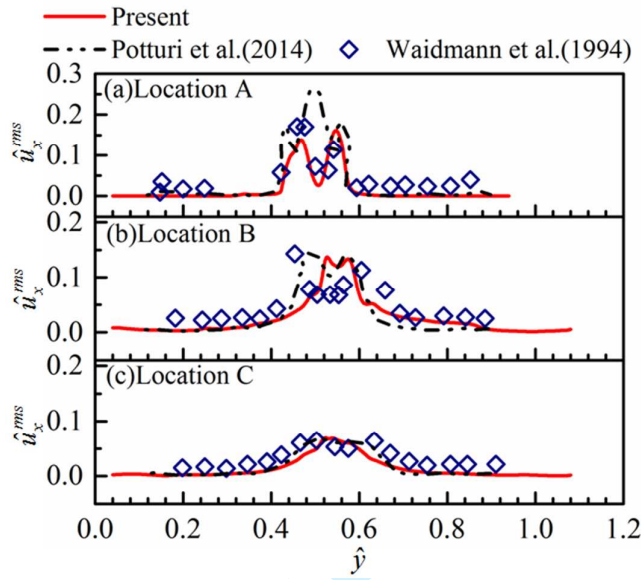 Present
Potturi et al.(2014) Waidmann et al.(1994)
0.3
(a)Location A
0.2
0.1
0.0
û_x^rms
0.2
(b)Location B
0.1
0.0
û_x^rms
0.2
(c)Location C
0.1
0.0
û_x^rms
0.0 0.2 0.4 0.6 0.8 1.0 1.2
ŷ